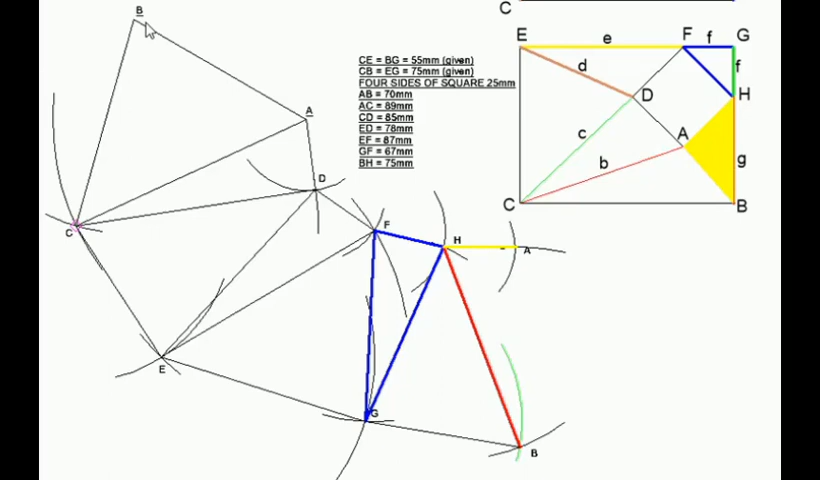 C
B
CE = BG = 55mm (given)
CB = EG = 75mm (given)
FOUR SIDES OF SQUARE 25mm
AB = 70mm
AC = 89mm
CD = 85mm
ED = 78mm
EF = 87mm
GF = 67mm
BH = 75mm
E
e
F
f
G
d
f
D
H
c
A
b
g
C
B
A
D
C
F
H
A
E
G
B